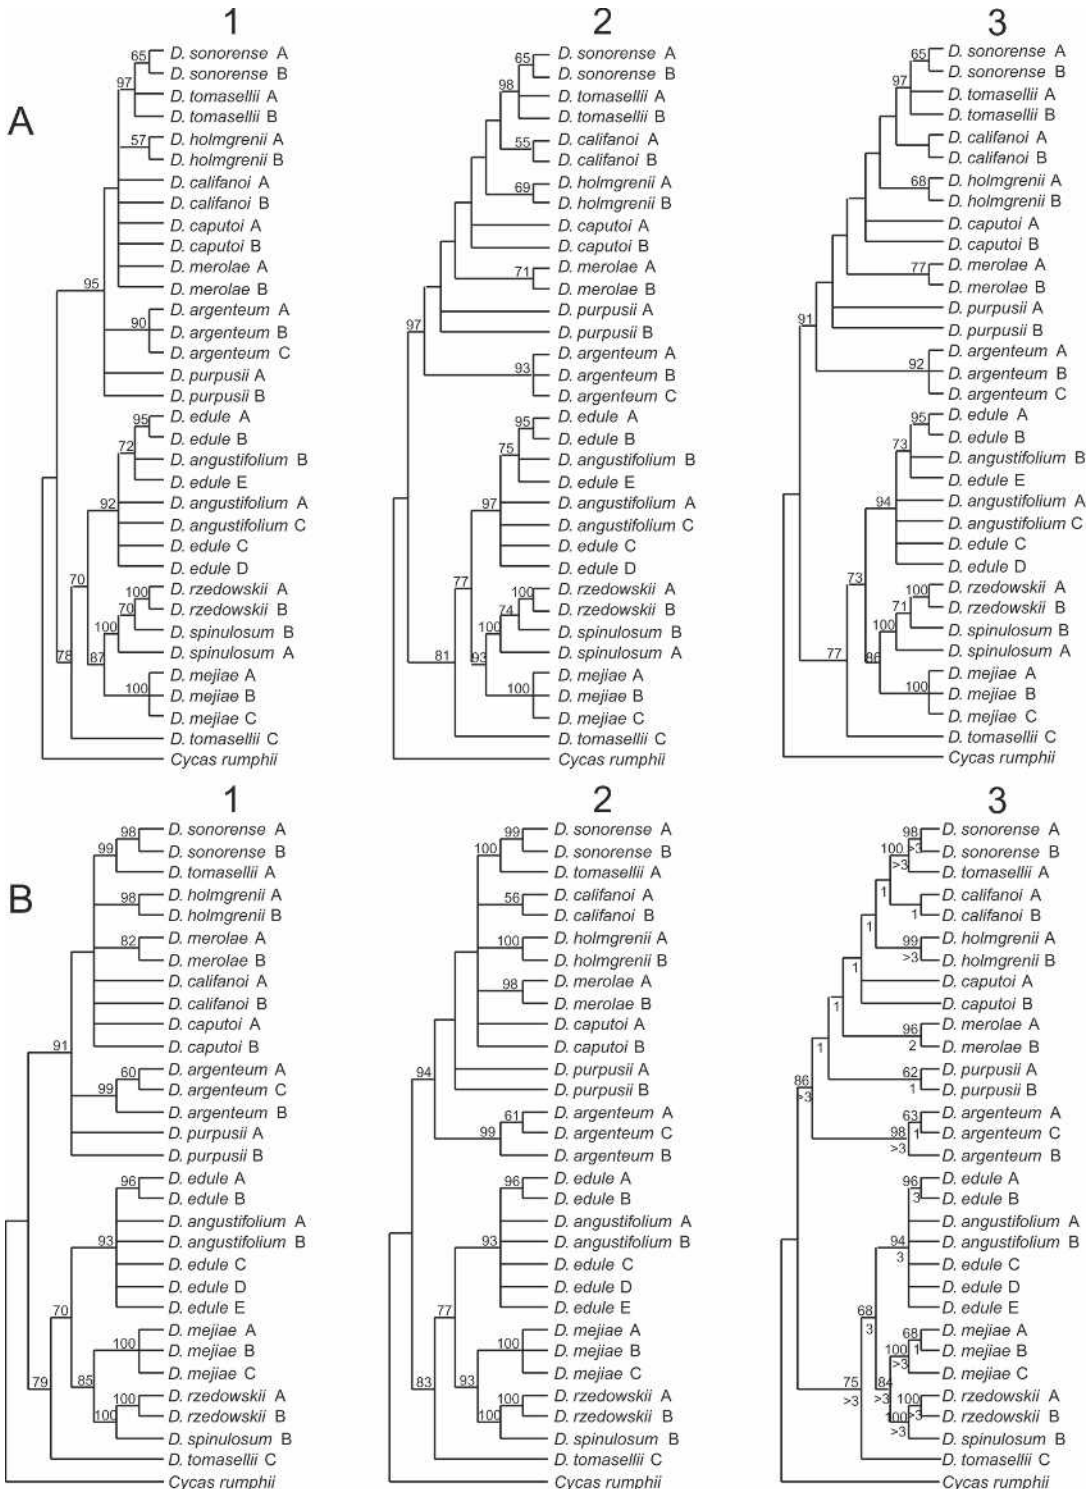 1
2
3
A
65
D. sonorense A
D. sonorense B
97
D. tomasellii A
D. tomasellii B
57
D. holmgrenii A
D. holmgrenii B
D. califanoi A
D. califanoi B
D. caputoi A
D. caputoi B
D. merolae A
95
D. merolae B
D. argenteum A
90
D. argenteum B
D. argenteum C
D. purpusii A
D. purpusii B
95
D. edule A
D. edule B
72
D. angustifolium B
D. edule E
92
D. angustifolium A
D. angustifolium C
D. edule C
D. edule D
70
100
D. rzedowskii A
70
D. rzedowskii B
100
D. spinulosum B
D. spinulosum A
78
87
D. mejiae A
100
D. mejiae B
D. mejiae C
D. tomasellii C
Cycas rumphii
65
D. sonorense A
D. sonorense B
98
D. tomasellii A
D. tomasellii B
55
D. califanoi A
D. califanoi B
69
D. holmgrenii A
D. holmgrenii B
D. caputoi A
D. caputoi B
71
D. merolae A
D. merolae B
D. purpusii A
97
D. purpusii B
D. argenteum A
93
D. argenteum B
D. argenteum C
95
D. edule A
D. edule B
75
D. angustifolium B
D. edule E
97
D. angustifolium A
D. angustifolium C
D. edule C
D. edule D
77
100
D. rzedowskii A
74
D. rzedowskii B
100
D. spinulosum B
D. spinulosum A
81
93
D. mejiae A
100
D. mejiae B
D. mejiae C
D. tomasellii C
Cycas rumphii
65
D. sonorense A
D. sonorense B
97
D. tomasellii A
D. tomasellii B
D. califanoi A
D. califanoi B
68
D. holmgrenii A
D. holmgrenii B
D. caputoi A
D. caputoi B
77
D. merolae A
D. merolae B
D. purpusii A
91
D. purpusii B
D. argenteum A
92
D. argenteum B
D. argenteum C
95
D. edule A
D. edule B
73
D. angustifolium B
D. edule E
94
D. angustifolium A
D. angustifolium C
D. edule C
D. edule D
73
100
D. rzedowskii A
71
D. rzedowskii B
100
D. spinulosum B
D. spinulosum A
77
86
D. mejiae A
100
D. mejiae B
D. mejiae C
D. tomasellii C
Cycas rumphii
1
2
3
B
98
D. sonorense A
99
D. sonorense B
D. tomasellii A
98
D. holmgrenii A
D. holmgrenii B
82
D. merolae A
D. merolae B
D. califanoi A
D. califanoi B
D. caputoi A
91
D. caputoi B
60
D. argenteum A
99
D. argenteum C
D. argenteum B
D. purpusii A
D. purpusii B
96
D. edule A
D. edule B
D. angustifolium A
93
D. angustifolium B
D. edule C
D. edule D
D. edule E
70
D. mejiae A
100
D. mejiae B
D. mejiae C
79
85
100
D. rzedowskii A
100
D. rzedowskii B
D. spinulosum B
D. tomasellii C
Cycas rumphii
99
D. sonorense A
100
D. sonorense B
D. tomasellii A
56
D. califanoi A
D. califanoi B
100
D. holmgrenii A
D. holmgrenii B
98
D. merolae A
D. merolae B
D. caputoi A
D. caputoi B
94
D. purpusii A
D. purpusii B
61
D. argenteum A
99
D. argenteum C
D. argenteum B
96
D. edule A
D. edule B
D. angustifolium A
93
D. angustifolium B
D. edule C
D. edule D
D. edule E
77
D. mejiae A
100
D. mejiae B
D. mejiae C
83
93
100
D. rzedowskii A
100
D. rzedowskii B
D. spinulosum B
D. tomasellii C
Cycas rumphii
98
D. sonorense A
>3
100
D. sonorense B
>3
D. tomasellii A
1
D. califanoi A
1
D. califanoi B
1
99
D. holmgrenii A
>3
D. holmgrenii B
1
D. caputoi A
D. caputoi B
1
96
D. merolae A
2
D. merolae B
1
62
D. purpusii A
86
>3
1
D. purpusii B
63
D. argenteum A
1
98
D. argenteum C
>3
D. argenteum B
96
D. edule A
3
D. edule B
D. angustifolium A
94
D. angustifolium B
3
D. edule C
D. edule D
D. edule E
68
3
68
D. mejiae A
1
100
D. mejiae B
>3
D. mejiae C
75
>3
84
>3
100
D. rzedowskii A
>3
100
D. rzedowskii B
>3
D. spinulosum B
D. tomasellii C
Cycas rumphii